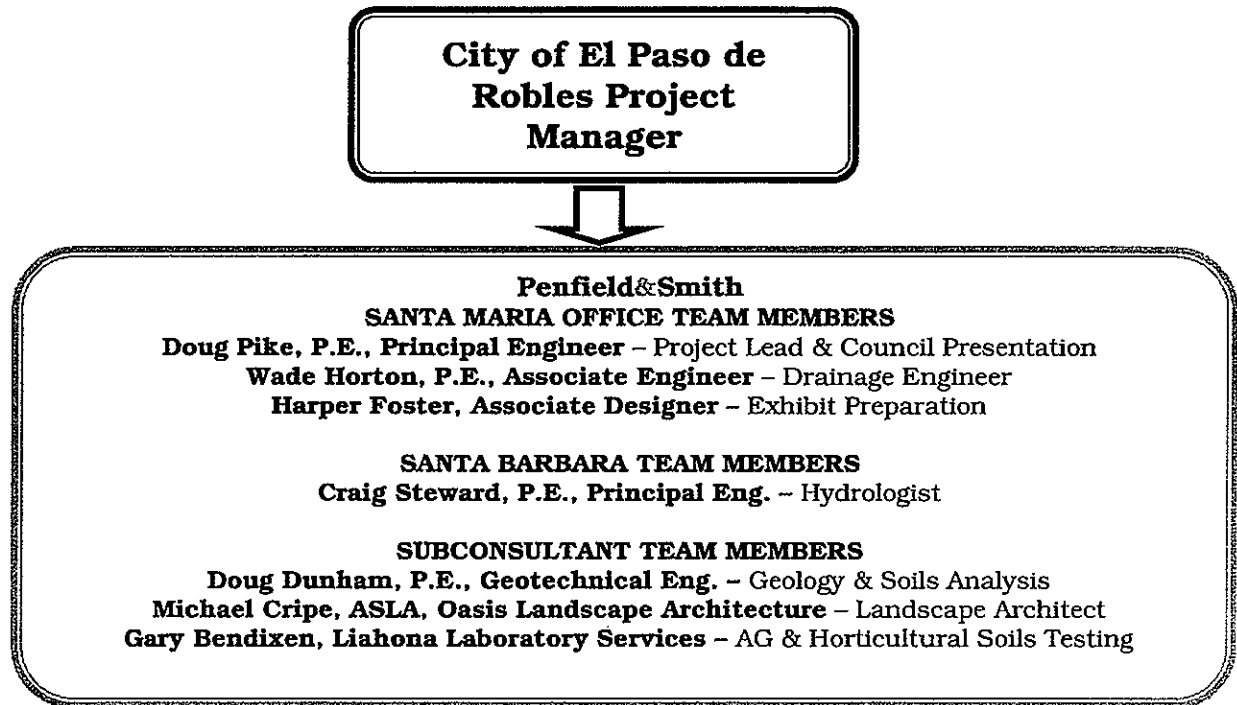 City of El Paso de
Robles Project
Manager
Penfield&Smith
SANTA MARIA OFFICE TEAM MEMBERS
Doug Pike, P.E., Principal Engineer – Project Lead & Council Presentation
Wade Horton, P.E., Associate Engineer – Drainage Engineer
Harper Foster, Associate Designer – Exhibit Preparation
SANTA BARBARA TEAM MEMBERS
Craig Steward, P.E., Principal Eng. – Hydrologist
SUBCONSULTANT TEAM MEMBERS
Doug Dunham, P.E., Geotechnical Eng. – Geology & Soils Analysis
Michael Cripe, ASLA, Oasis Landscape Architecture – Landscape Architect
Gary Bendixen, Liahona Laboratory Services – AG & Horticultural Soils Testing